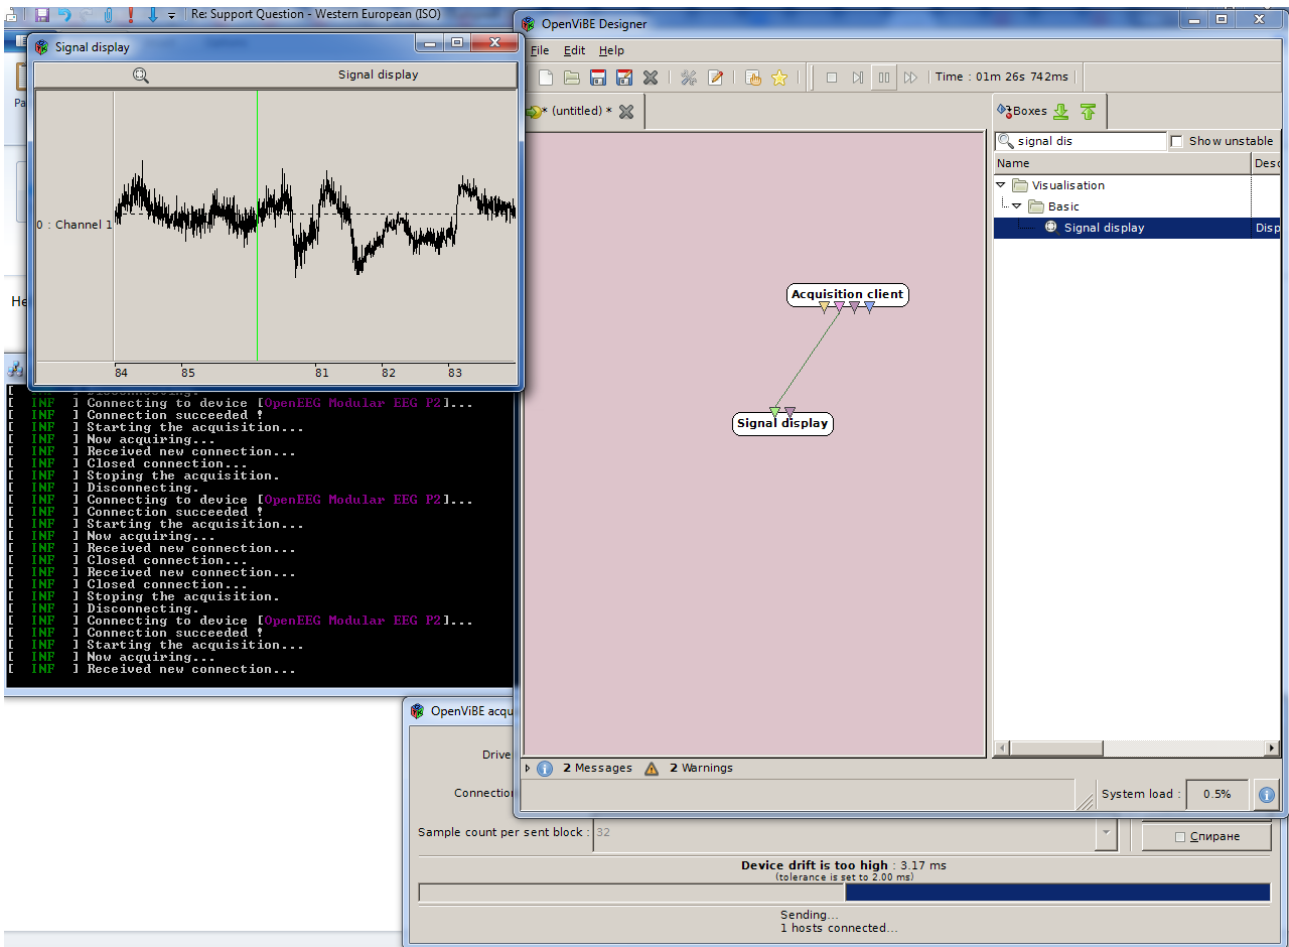 Re: Support Question - Western European (ISO)
Signal display
Signal display
0 : Channel 1
84 85 81 82 83
[ INF ] Disconnecting.
[ INF ] Connecting to device [OpenEEG Modular EEG P2]...
[ INF ] Connection succeeded !
[ INF ] Starting the acquisition...
[ INF ] Now acquiring...
[ INF ] Received new connection...
[ INF ] Closed connection...
[ INF ] Stoping the acquisition.
[ INF ] Disconnecting.
[ INF ] Connecting to device [OpenEEG Modular EEG P2]...
[ INF ] Connection succeeded !
[ INF ] Starting the acquisition...
[ INF ] Now acquiring...
[ INF ] Received new connection...
[ INF ] Closed connection...
[ INF ] Received new connection...
[ INF ] Closed connection...
[ INF ] Stoping the acquisition.
[ INF ] Disconnecting.
[ INF ] Connecting to device [OpenEEG Modular EEG P2]...
[ INF ] Connection succeeded !
[ INF ] Starting the acquisition...
[ INF ] Now acquiring...
[ INF ] Received new connection...
OpenViBE Designer
File Edit Help
Time : 01m 26s 742ms
* (untitled) *
Boxes
signal dis
Show unstable
Name Desc
Visualisation
Basic
Signal display Disp
Acquisition client
Signal display
2 Messages 2 Warnings
System load : 0.5%
OpenViBE acqu
Drive
Connection
Sample count per sent block : 32
Спиране
Device drift is too high : 3.17 ms
(tolerance is set to 2.00 ms)
Sending...
1 hosts connected...